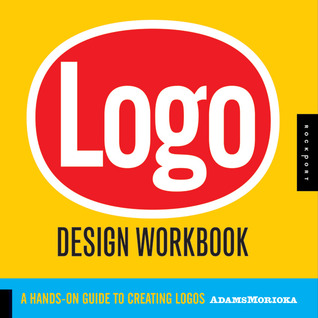 Logo
DESIGN WORKBOOK
ROCKPORT
A HANDS-ON GUIDE TO CREATING LOGOS ADAMSMORIOKA